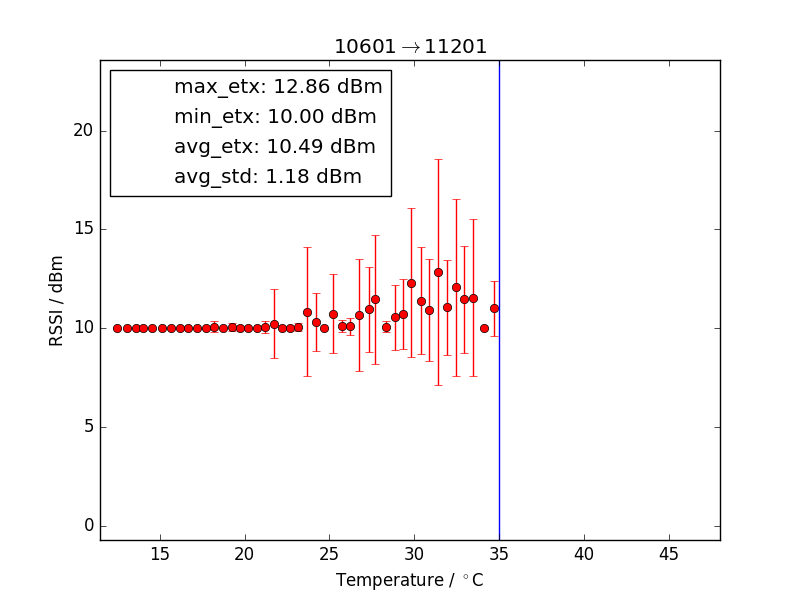 10601→11201
max_etx: 12.86 dBm
min_etx: 10.00 dBm
avg_etx: 10.49 dBm
avg_std: 1.18 dBm
RSSI / dBm
20
15
10
5
0
15 20 25 30 35 40 45
Temperature / °C